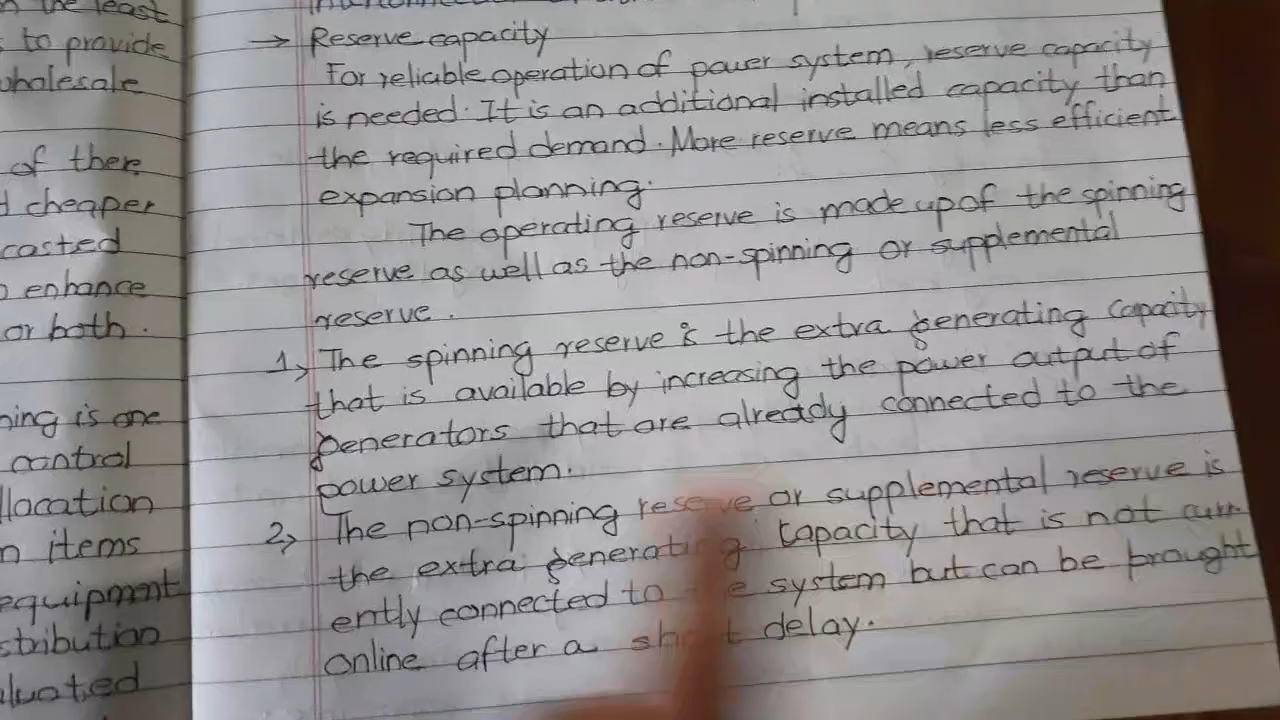 the least
to provide
wholesale
of there
cheaper
casted
enhance
or both.
ning is one
control
location
n items
equipment
stribution
luated
→ Reserve capacity
For reliable operation of power system, reserve capacity
is needed. It is an additional installed capacity than
the required demand. More reserve means less efficient
expansion planning.
The operating reserve is made up of the spinning
reserve as well as the non-spinning or supplemental
reserve.
1, The spinning reserve is the extra generating capacity
that is available by increasing the power output of
generators that are already connected to the
power system.
2, The non-spinning reserve or supplemental reserve is
the extra generating capacity that is not curr-
ently connected to system but can be brought
online after a delay.